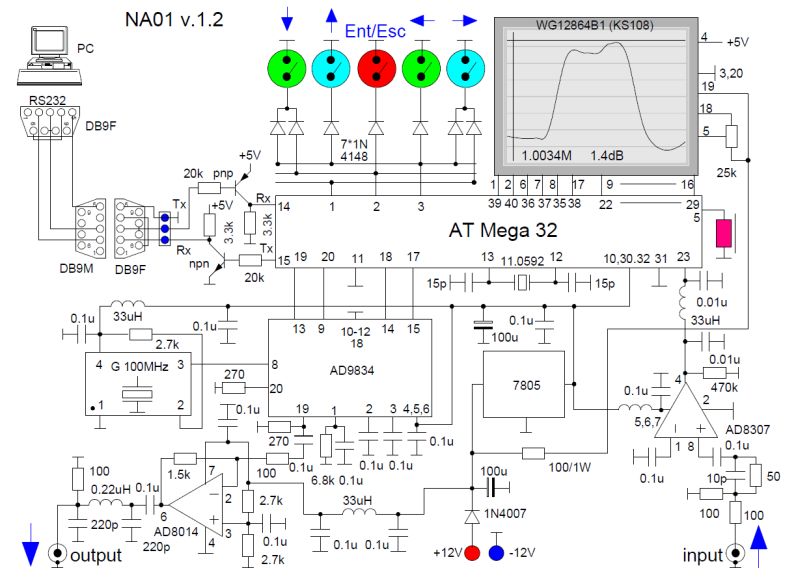 NA01 v.1.2
WG12864B1 (KS108)
Ent/Esc
4
+5V
PC
3,20
19
RS232
18
DB9F
5
7*1N
4148
1.0034M 1.4dB
25k
20k
pnp
+5V
1 2 6 7 8 17 9 16
39 40 36 37 35 38 22 29
Tx
+5V
3.3k
Rx
3.3k
14
1
2
3
5
AT Mega 32
Rx
npn
Tx
20k
15
19
20
11
18
17
13
11.0592
12
10,30.32
31
23
DB9M
DB9F
15p
15p
0.01u
0.1u
33uH
2.7k
0.1u
13
9
10-12
18
14
15
100u
0.1u
33uH
0.01u
4
G 100MHz
3
8
AD9834
7805
4
470k
270
20
0.1u
2
1
2
0.1u
19
1
2
3
4,5,6
5,6,7
AD8307
270
0.1u
0.1u
0.1u
1
8
0.1u
100
1.5k
7
100
0.1u
6.8k
0.1u
100/1W
0.1u
10p
50
0.22uH
0.1u
2
2.7k
33uH
100u
100
100
6
AD8014
3
0.1u
1N4007
220p
220p
4
2.7k
0.1u
0.1u
output
+12V
-12V
input